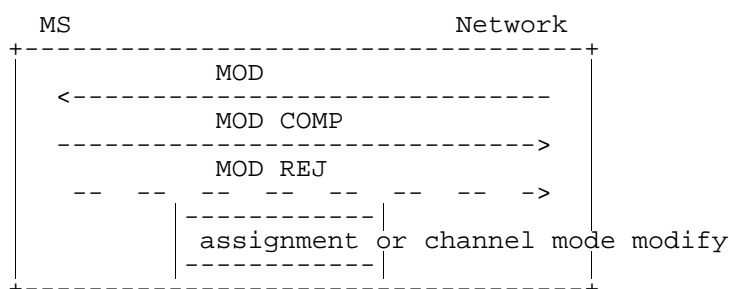 MS Network
MOD
MOD COMP
MOD REJ
assignment or channel mode modify